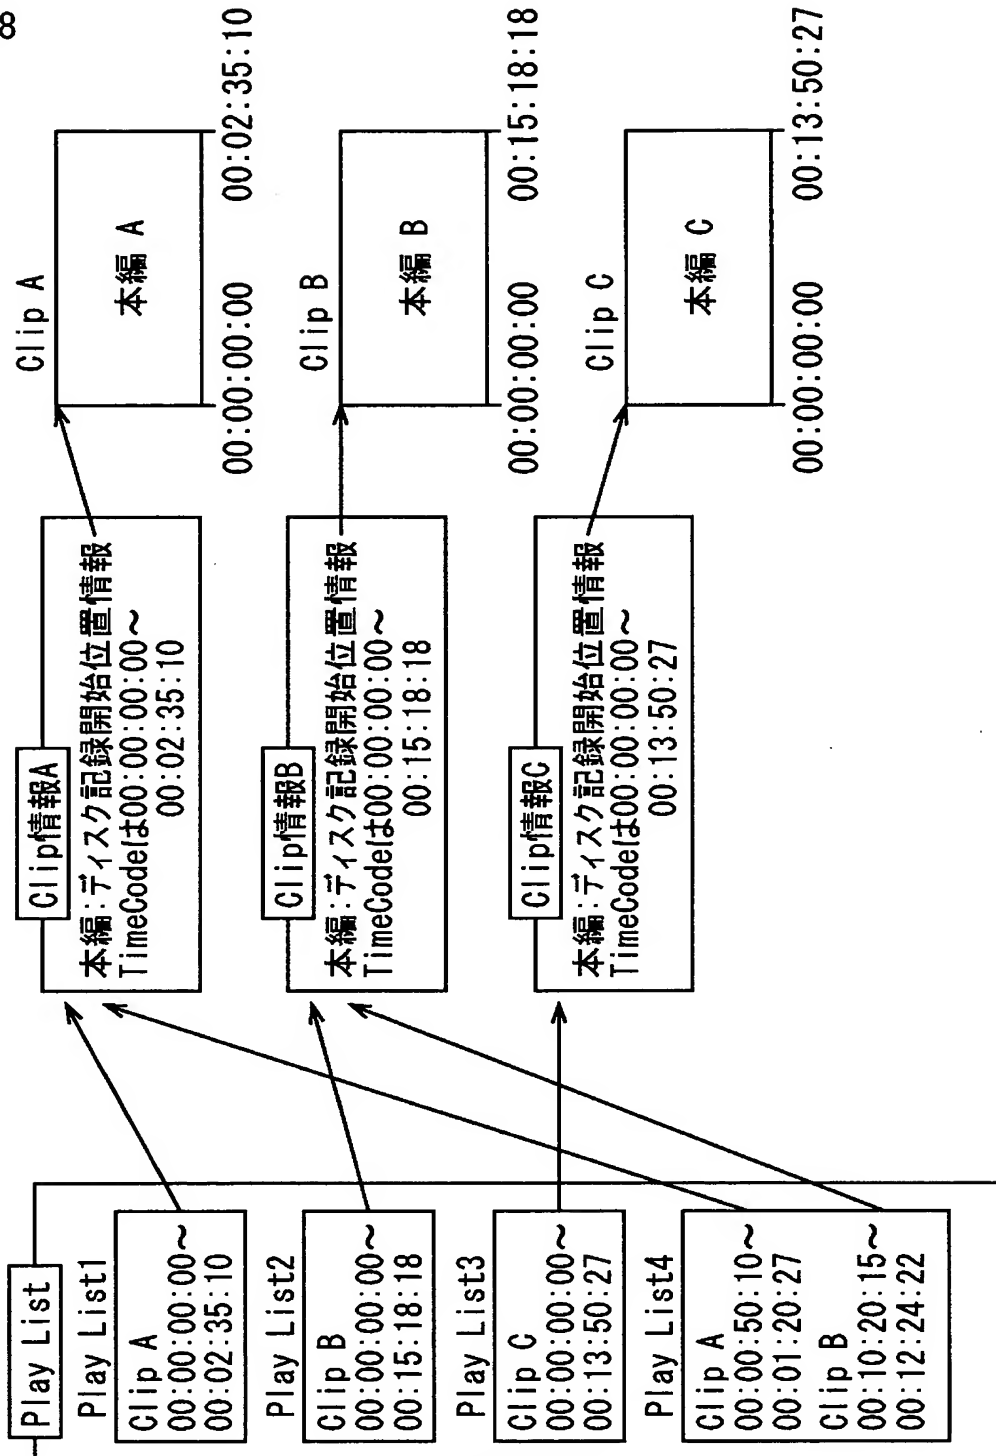 8
Play List
Play List1
Clip A
00:00:00:00~
00:02:35:10
Play List2
Clip B
00:00:00:00~
00:15:18:18
Play List3
Clip C
00:00:00:00~
00:13:50:27
Play List4
Clip A
00:00:50:10~
00:01:20:27
Clip B
00:10:20:15~
00:12:24:22
Clip情報A
本編:ディスク記録開始位置情報
TimeCodeは00:00:00:00~
00:02:35:10
Clip情報B
本編:ディスク記録開始位置情報
TimeCodeは00:00:00:00~
00:15:18:18
Clip情報C
本編:ディスク記録開始位置情報
TimeCodeは00:00:00:00~
00:13:50:27
Clip A
本編 A
00:00:00:00 00:02:35:10
Clip B
本編 B
00:00:00:00 00:15:18:18
Clip C
本編 C
00:00:00:00 00:13:50:27